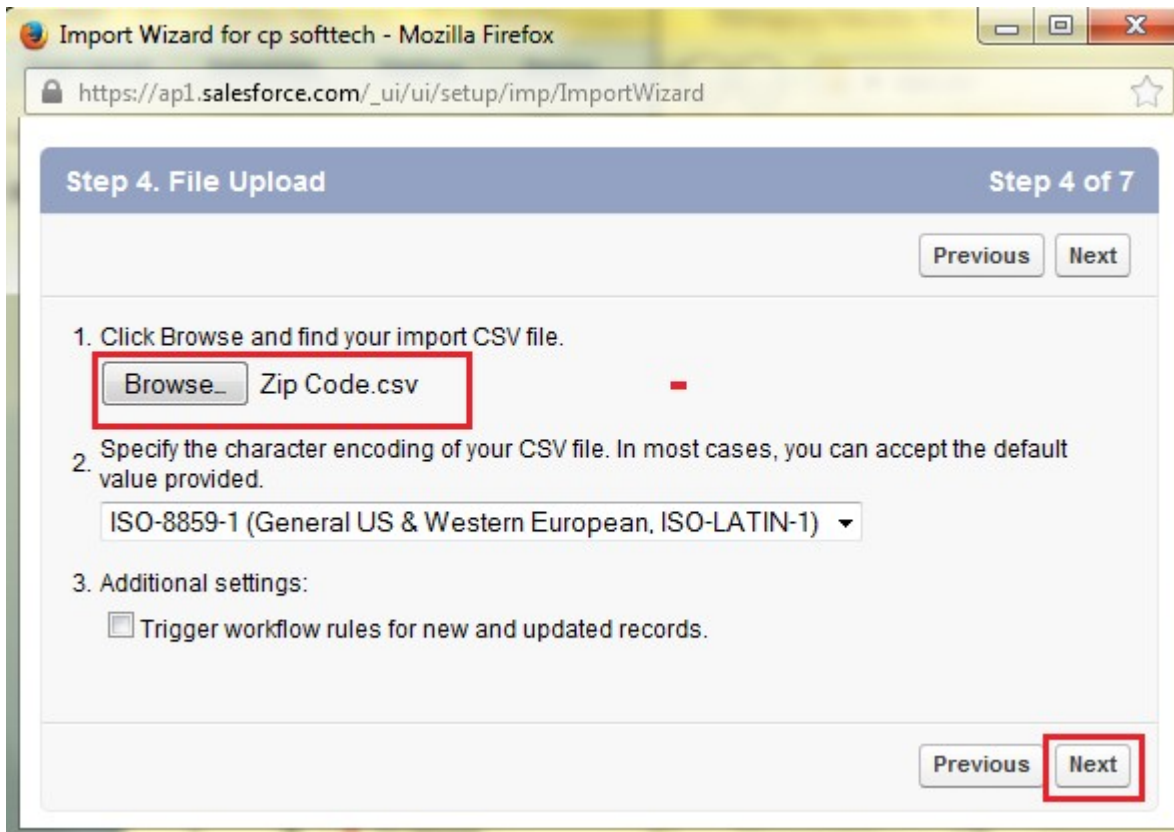 Import Wizard for cp softtech - Mozilla Firefox
https://ap1.salesforce.com/_ui/ui/setup/imp/ImportWizard
Step 4. File Upload Step 4 of 7
Previous Next
1. Click Browse and find your import CSV file.
Browse... Zip Code.csv
2. Specify the character encoding of your CSV file. In most cases, you can accept the default
value provided.
ISO-8859-1 (General US & Western European, ISO-LATIN-1)
3. Additional settings:
Trigger workflow rules for new and updated records.
Previous Next